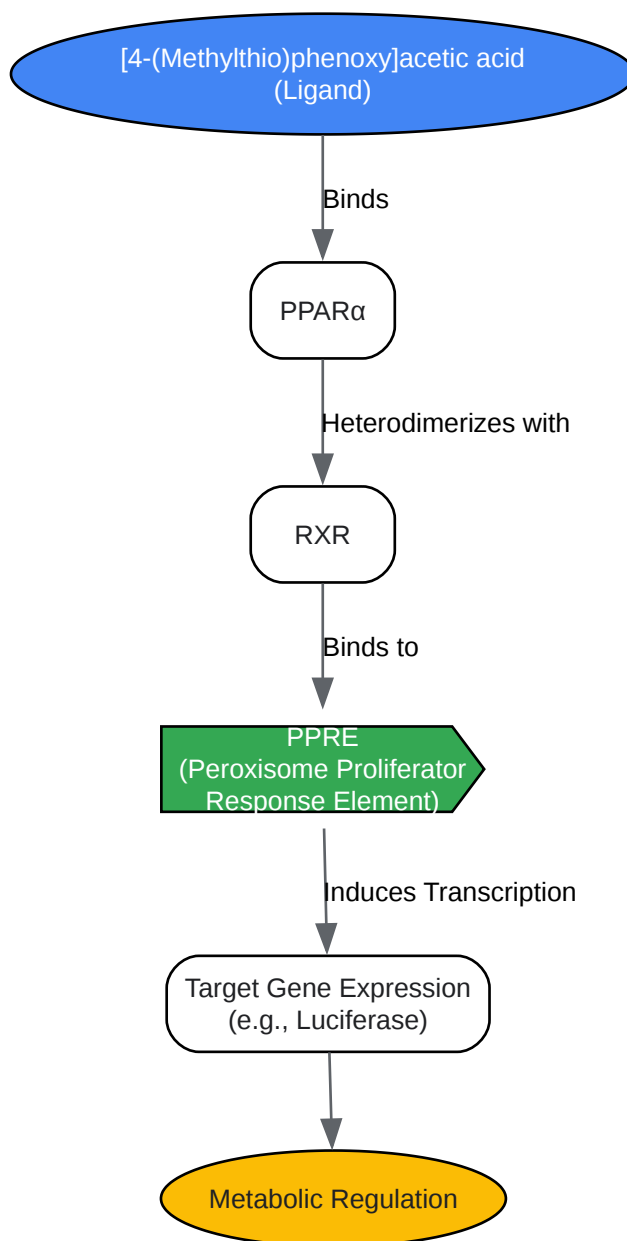 [4-(Methylthio)phenoxy]acetic acid
(Ligand)
Binds
PPARα
Heterodimerizes with
RXR
Binds to
PPRE
(Peroxisome Proliferator
Response Element)
Induces Transcription
Target Gene Expression
(e.g., Luciferase)
Metabolic Regulation